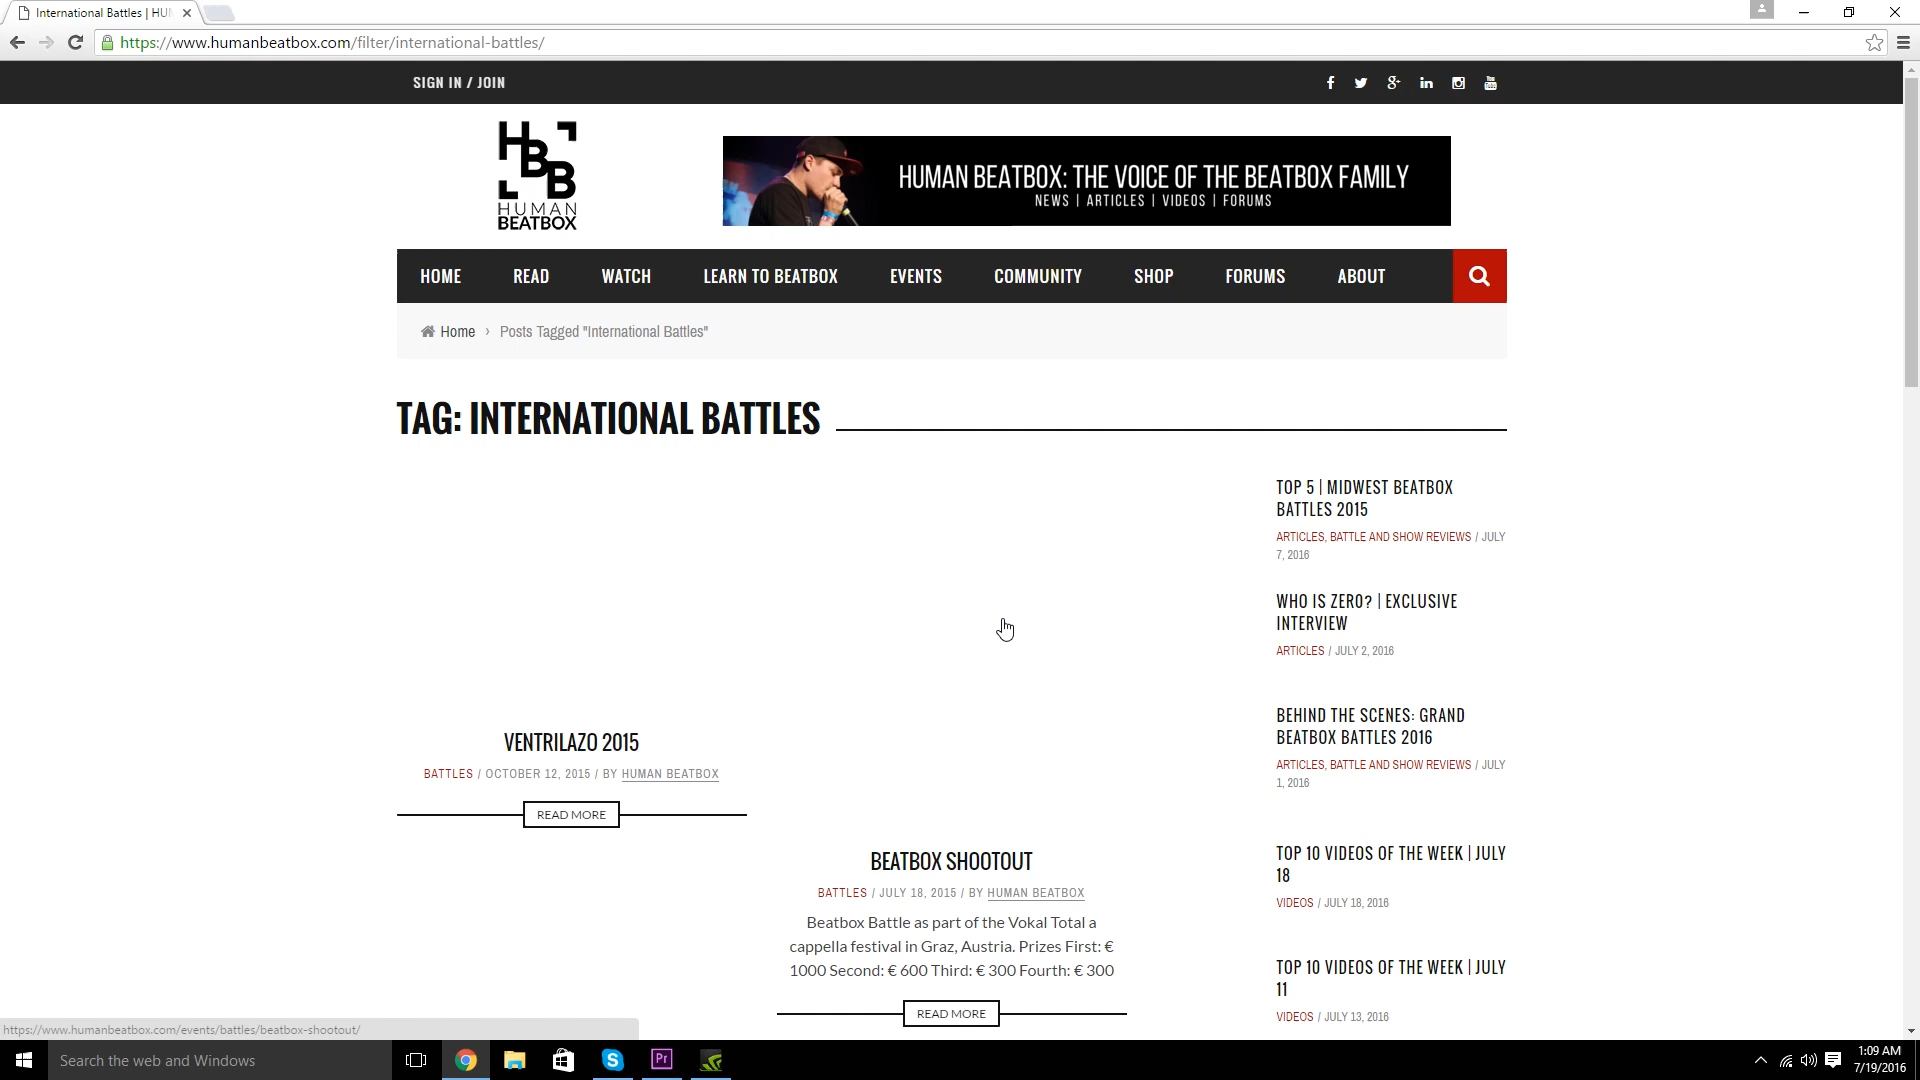 International Battles | HU
https://www.humanbeatbox.com/filter/international-battles/
SIGN IN / JOIN
HBB
HUMAN
BEATBOX
HUMAN BEATBOX: THE VOICE OF THE BEATBOX FAMILY
NEWS | ARTICLES | VIDEOS | FORUMS
HOME READ WATCH LEARN TO BEATBOX EVENTS COMMUNITY SHOP FORUMS ABOUT
Home › Posts Tagged "International Battles"
TAG: INTERNATIONAL BATTLES
VENTRILAZO 2015
BATTLES / OCTOBER 12, 2015 / BY HUMAN BEATBOX
READ MORE
BEATBOX SHOOTOUT
BATTLES / JULY 18, 2015 / BY HUMAN BEATBOX
Beatbox Battle as part of the Vokal Total a
cappella festival in Graz, Austria. Prizes First: €
1000 Second: € 600 Third: € 300 Fourth: € 300
READ MORE
TOP 5 | MIDWEST BEATBOX
BATTLES 2015
ARTICLES, BATTLE AND SHOW REVIEWS / JULY
7, 2016
WHO IS ZERO? | EXCLUSIVE
INTERVIEW
ARTICLES / JULY 2, 2016
BEHIND THE SCENES: GRAND
BEATBOX BATTLES 2016
ARTICLES, BATTLE AND SHOW REVIEWS / JULY
1, 2016
TOP 10 VIDEOS OF THE WEEK | JULY
18
VIDEOS / JULY 18, 2016
TOP 10 VIDEOS OF THE WEEK | JULY
11
VIDEOS / JULY 13, 2016
https://www.humanbeatbox.com/events/battles/beatbox-shootout/
Search the web and Windows
Pr
1:09 AM
7/19/2016